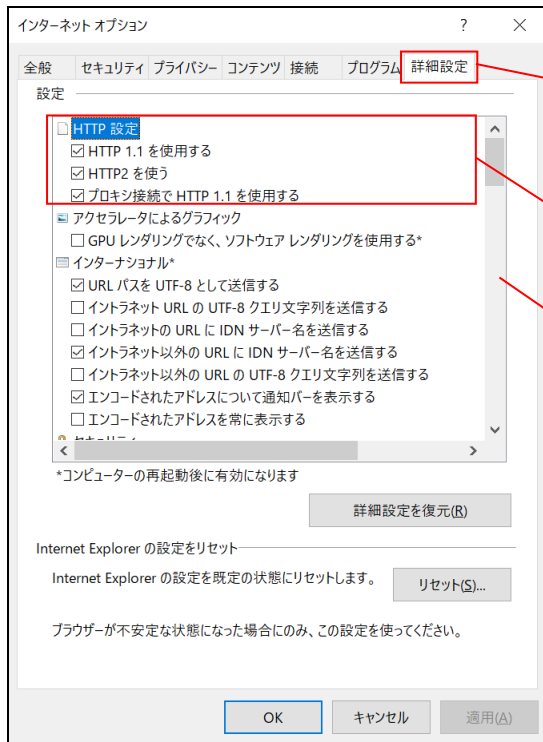 インターネット オプション ?
全般 セキュリティ プライバシー コンテンツ 接続 プログラム 詳細設定
設定
HTTP 設定
HTTP 1.1 を使用する
HTTP2 を使う
プロキシ接続で HTTP 1.1 を使用する
アクセラレータによるグラフィック
GPU レンダリングでなく、ソフトウェア レンダリングを使用する*
インターナショナル*
URL パスを UTF-8 として送信する
イントラネット URL の UTF-8 クエリ文字列を送信する
イントラネットの URL に IDN サーバー名を送信する
イントラネット以外の URL に IDN サーバー名を送信する
イントラネット以外の URL の UTF-8 クエリ文字列を送信する
エンコードされたアドレスについて通知バーを表示する
エンコードされたアドレスを常に表示する
セキュリティ
*コンピューターの再起動後に有効になります
詳細設定を復元(R)
Internet Explorer の設定をリセット
Internet Explorer の設定を既定の状態にリセットします。
リセット(S)...
ブラウザーが不安定な状態になった場合にのみ、この設定を使ってください。
OK キャンセル 適用(A)